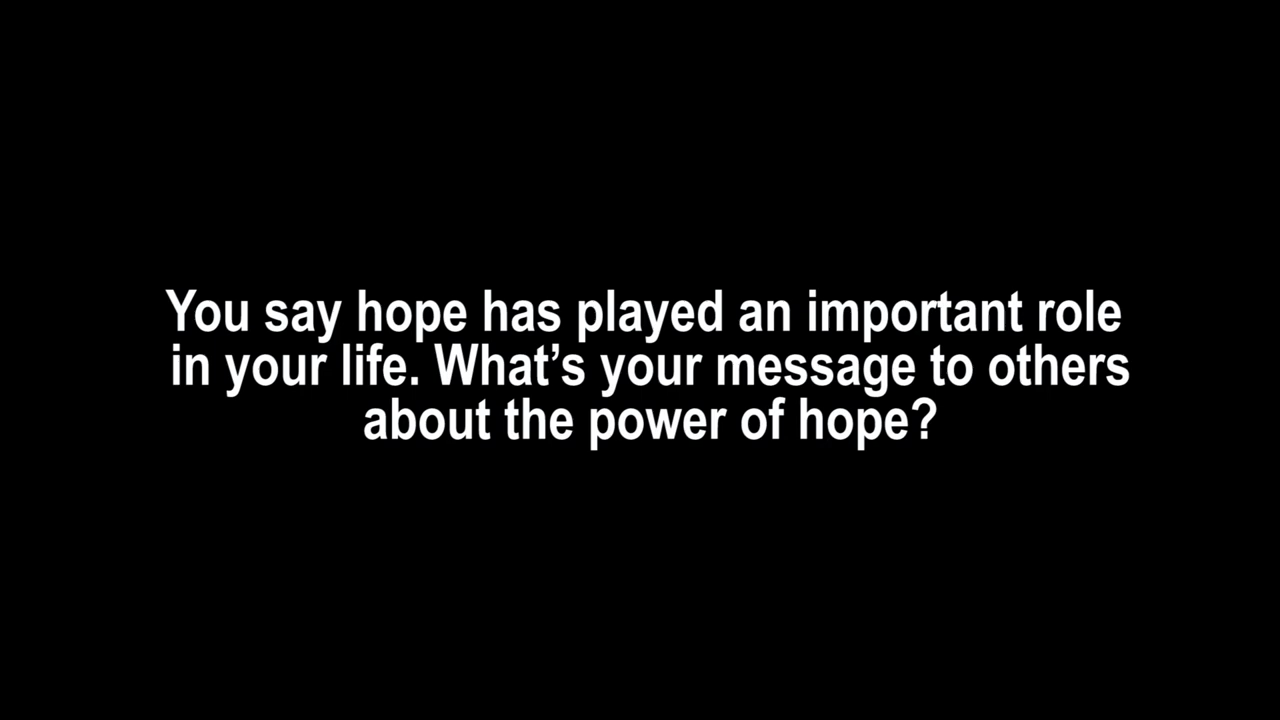 You say hope has played an important role
in your life. What’s your message to others
about the power of hope?